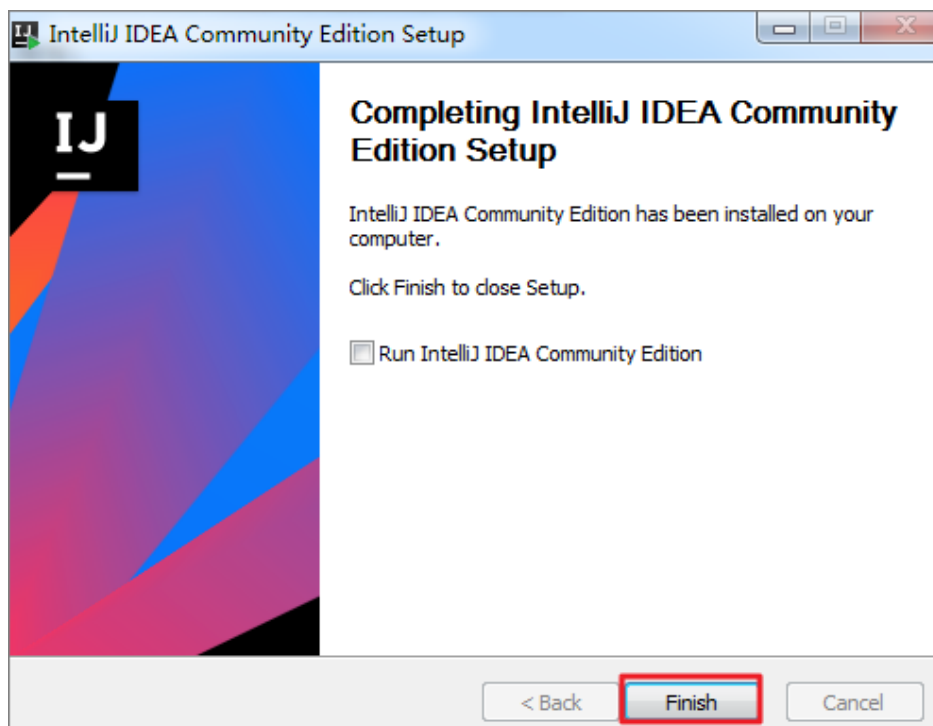 IntelliJ IDEA Community Edition Setup
IJ
Completing IntelliJ IDEA Community
Edition Setup
IntelliJ IDEA Community Edition has been installed on your
computer.
Click Finish to close Setup.
Run IntelliJ IDEA Community Edition
< Back
Finish
Cancel